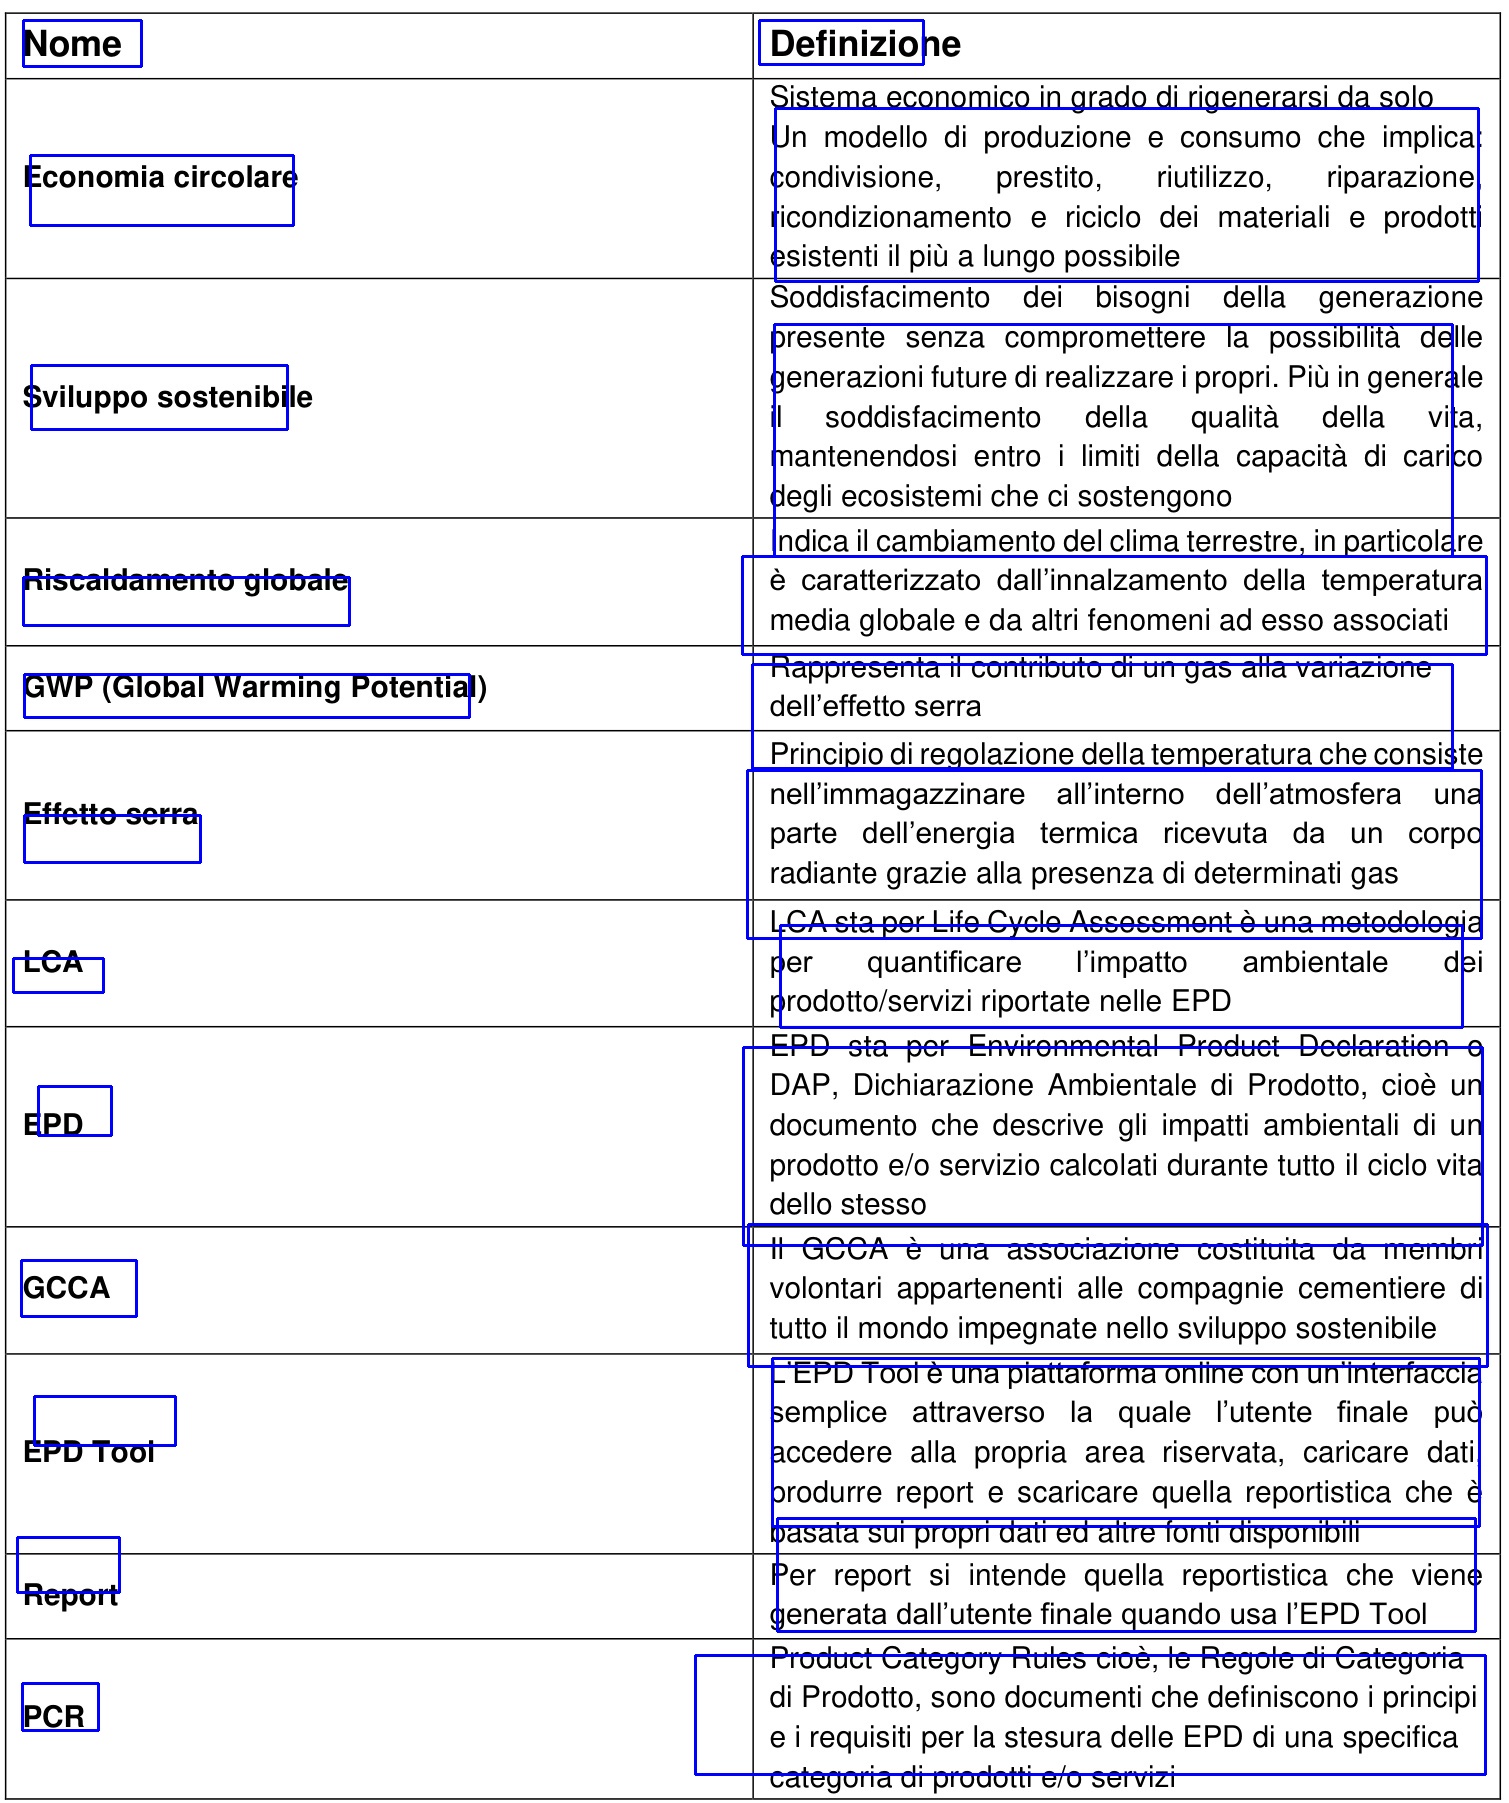 Nome
Definizione
Economia circolare
Sistema economico in grado di rigenerarsi da solo
Un modello di produzione e consumo che implica:
condivisione, prestito, riutilizzo, riparazione,
ricondizionamento e riciclo dei materiali e prodotti
esistenti il più a lungo possibile
Sviluppo sostenibile
Soddisfacimento dei bisogni della generazione
presente senza compromettere la possibilità delle
generazioni future di realizzare i propri. Più in generale
il soddisfacimento della qualità della vita,
mantenendosi entro i limiti della capacità di carico
degli ecosistemi che ci sostengono
Riscaldamento globale
Indica il cambiamento del clima terrestre, in particolare
è caratterizzato dall’innalzamento della temperatura
media globale e da altri fenomeni ad esso associati
GWP (Global Warming Potential)
Rappresenta il contributo di un gas alla variazione
dell’effetto serra
Effetto serra
Principio di regolazione della temperatura che consiste
nell’immagazzinare all’interno dell’atmosfera una
parte dell’energia termica ricevuta da un corpo
radiante grazie alla presenza di determinati gas
LCA
LCA sta per Life Cycle Assessment è una metodologia
per quantificare l’impatto ambientale dei
prodotto/servizi riportate nelle EPD
EPD
EPD sta per Environmental Product Declaration o
DAP, Dichiarazione Ambientale di Prodotto, cioè un
documento che descrive gli impatti ambientali di un
prodotto e/o servizio calcolati durante tutto il ciclo vita
dello stesso
GCCA
Il GCCA è una associazione costituita da membri
volontari appartenenti alle compagnie cementiere di
tutto il mondo impegnate nello sviluppo sostenibile
EPD Tool
L’EPD Tool è una piattaforma online con un’interfaccia
semplice attraverso la quale l’utente finale può
accedere alla propria area riservata, caricare dati,
produrre report e scaricare quella reportistica che è
basata sui propri dati ed altre fonti disponibili
Report
Per report si intende quella reportistica che viene
generata dall’utente finale quando usa l’EPD Tool
PCR
Product Category Rules cioè, le Regole di Categoria
di Prodotto, sono documenti che definiscono i principi
e i requisiti per la stesura delle EPD di una specifica
categoria di prodotti e/o servizi